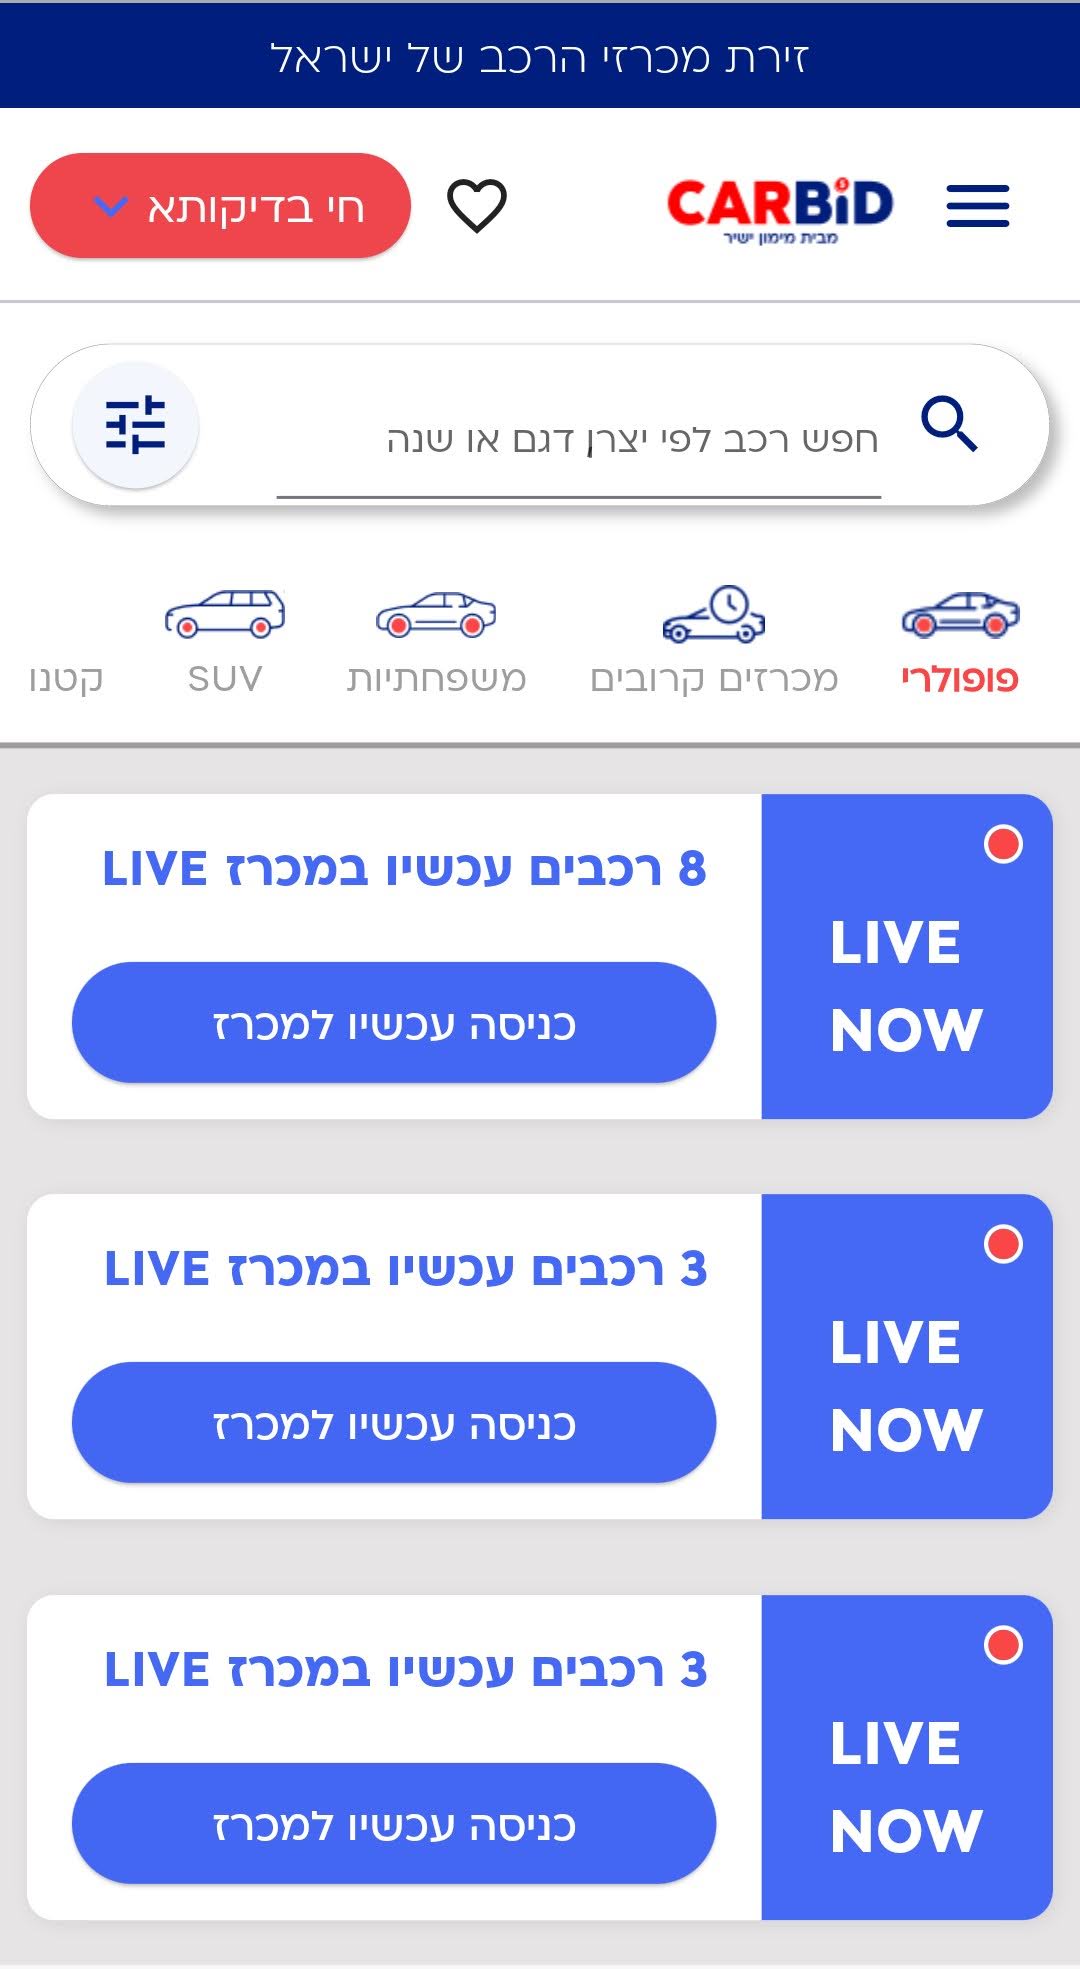 זירת מכרזי הרכב של ישראל
CARBiD
מבית מימון ישיר
חי בדיקותא
חפש רכב לפי יצרן, דגם או שנה
פופולרי
מכרזים קרובים
משפחתיות
SUV
קטנו
8 רכבים עכשיו במכרז LIVE
כניסה עכשיו למכרז
LIVE
NOW
3 רכבים עכשיו במכרז LIVE
כניסה עכשיו למכרז
LIVE
NOW
3 רכבים עכשיו במכרז LIVE
כניסה עכשיו למכרז
LIVE
NOW